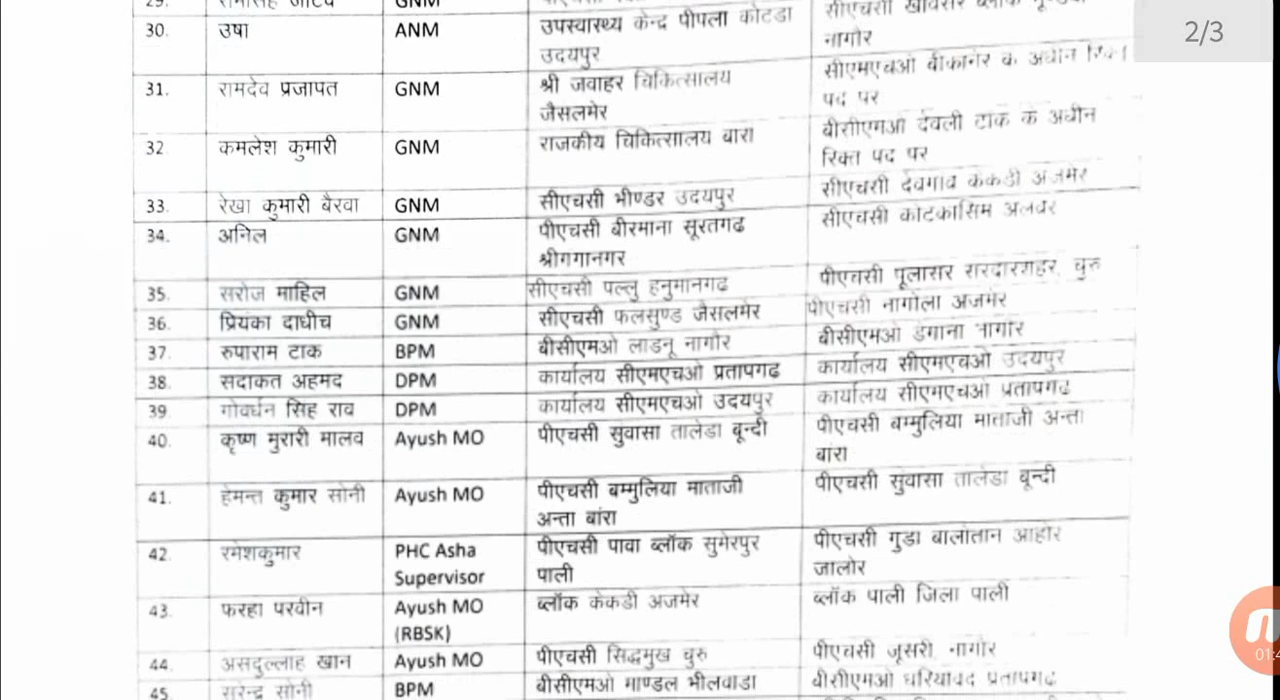 29. GNM
30. उषा ANM उपस्वास्थ्य केन्द्र पीपला कोटडा
उदयपुर नागौर
31. रामदेव प्रजापत GNM श्री जवाहर चिकित्सालय सीएमएचओ बीकानेर के अधीन रिक्त
जैसलमेर पद पर
32. कमलेश कुमारी GNM राजकीय चिकित्सालय बारा बीसीएमओ देवली टोंक के अधीन
रिक्त पद पर
33. रेखा कुमारी बैरवा GNM सीएचसी भीण्डर उदयपुर सीएचसी देवगाव केकडी अजमेर
34. अनिल GNM पीएचसी बीरमाना सूरतगढ सीएचसी कोटकासिम अलवर
श्रीगगानगर
35. सरोज माहिल GNM सीएचसी पल्लु हनुमानगढ पीएचसी पूलासर सरदारशहर, चुरु
36. प्रियंका दाधीच GNM सीएचसी फलसुण्ड जैसलमेर पीएचसी नागोला अजमेर
37. रुपाराम टाक BPM बीसीएमओ लाडनू नागौर बीसीएमओ डेगाना नागौर
38. सदाकत अहमद DPM कार्यालय सीएमएचओ प्रतापगढ कार्यालय सीएमएचओ उदयपुर
39. गोवर्धन सिह राव DPM कार्यालय सीएमएचओ उदयपुर कार्यालय सीएमएचओ प्रतापगढ
40. कृष्ण मुरारी मालव Ayush MO पीएचसी सुंवासा तालेडा बून्दी पीएचसी बम्मुलिया माताजी अन्ता
बांरा
41. हेमन्त कुमार सोनी Ayush MO पीएचसी बम्मुलिया माताजी पीएचसी सुंवासा तालेडा बून्दी
अन्ता बांरा
42. रमेशकुमार PHC Asha पीएचसी पावा ब्लॉक सुमेरपुर पीएचसी गुडा बालोतान आहोर
Supervisor पाली जालोर
43. फरहा परवीन Ayush MO ब्लॉक केकडी अजमेर ब्लॉक पाली जिला पाली
(RBSK)
44. असदुल्लाह खान Ayush MO पीएचसी सिद्धमुख चुरु पीएचसी जूसरी, नागौर
45. सुरेन्द्र सोनी BPM बीसीएमओ माण्डल भीलवाडा बीसीएमओ धरियावद प्रतापगढ
2/3